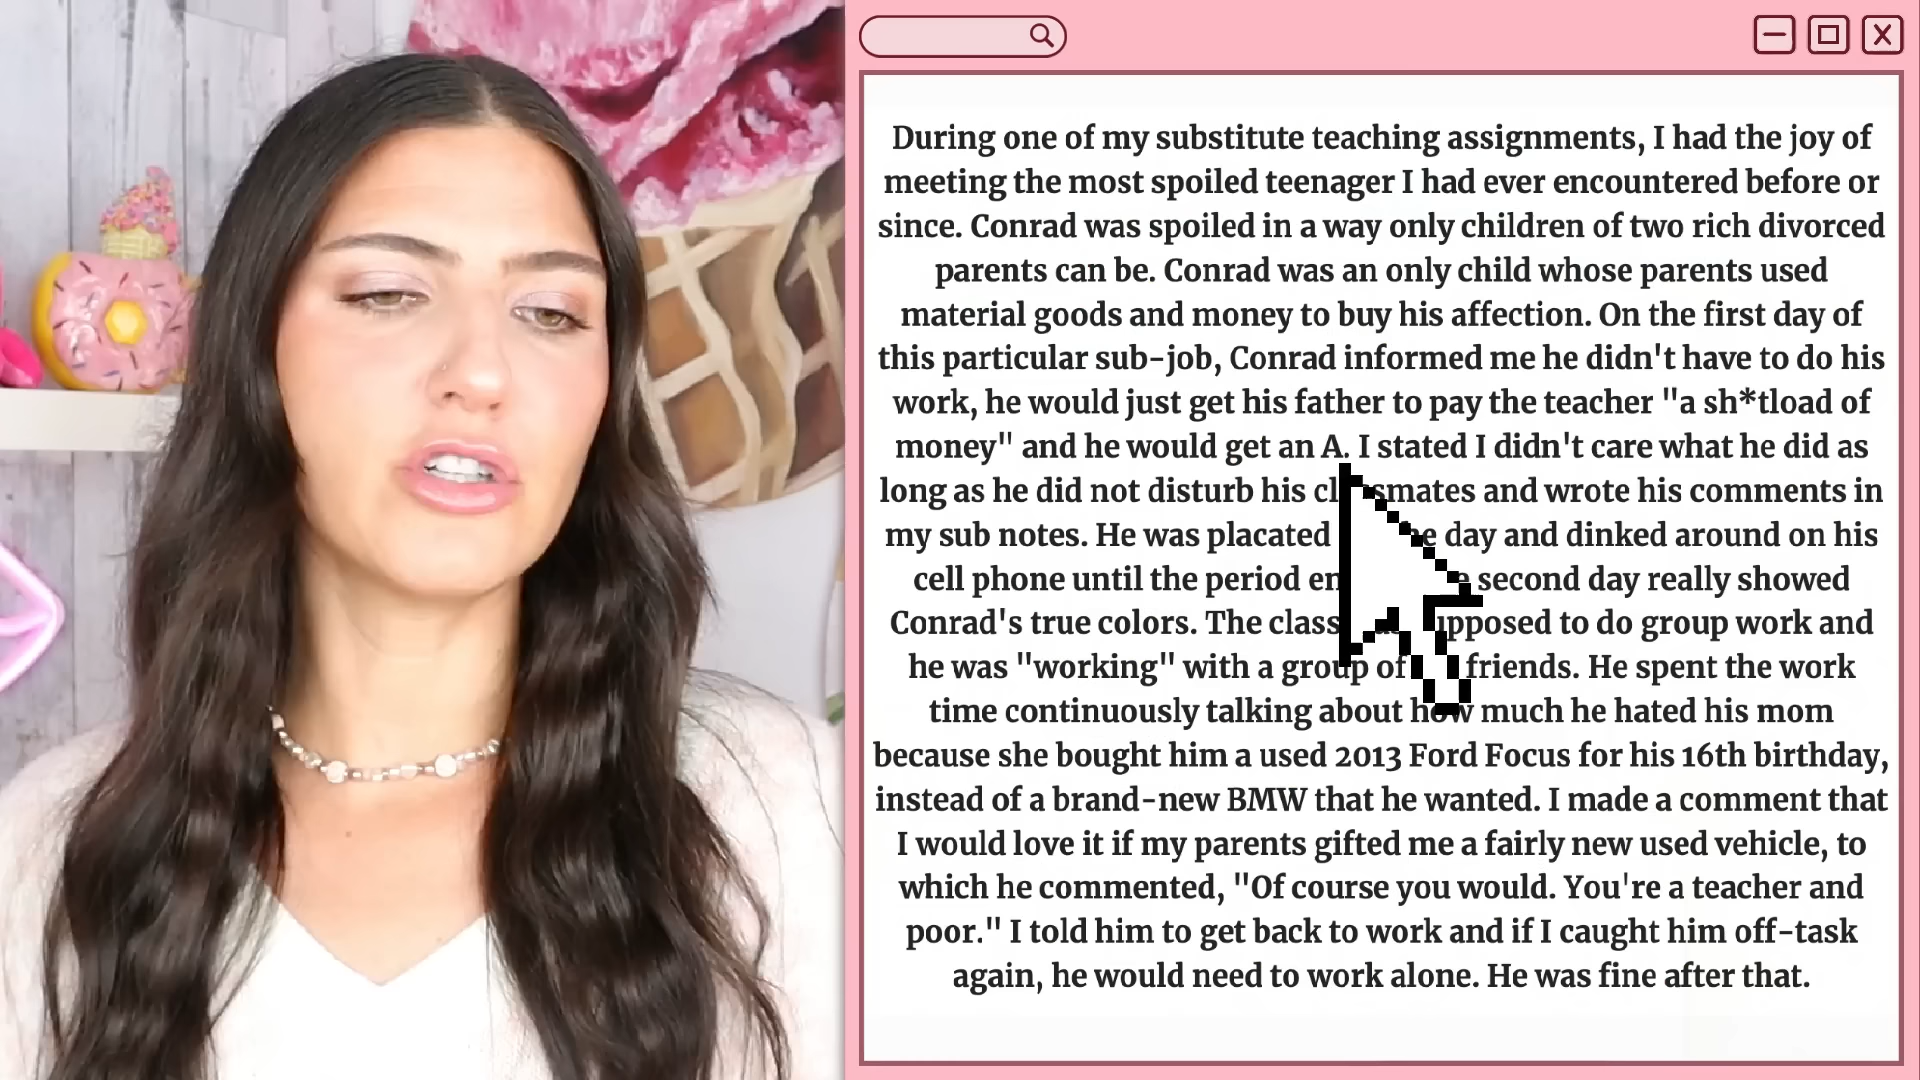 During one of my substitute teaching assignments, I had the joy of
meeting the most spoiled teenager I had ever encountered before or
since. Conrad was spoiled in a way only children of two rich divorced
parents can be. Conrad was an only child whose parents used
material goods and money to buy his affection. On the first day of
this particular sub-job, Conrad informed me he didn't have to do his
work, he would just get his father to pay the teacher "a sh*tload of
money" and he would get an A. I stated I didn't care what he did as
long as he did not disturb his classmates and wrote his comments in
my sub notes. He was placated day and dinked around on his
cell phone until the period second day really showed
Conrad's true colors. The class supposed to do group work and
he was "working" with a group of friends. He spent the work
time continuously talking about how much he hated his mom
because she bought him a used 2013 Ford Focus for his 16th birthday,
instead of a brand-new BMW that he wanted. I made a comment that
I would love it if my parents gifted me a fairly new used vehicle, to
which he commented, "Of course you would. You're a teacher and
poor." I told him to get back to work and if I caught him off-task
again, he would need to work alone. He was fine after that.